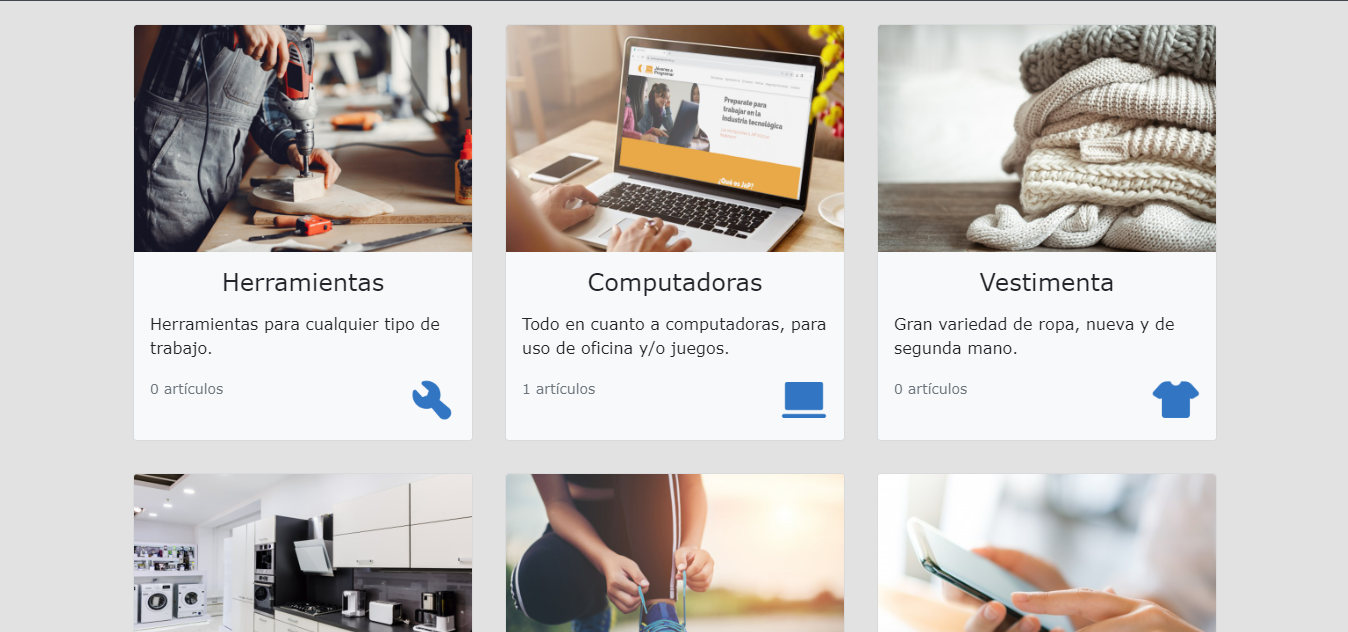 Jóvenes a
Programar
Preparate para
trabajar en la
industria tecnológica
¿Qué es JaP?
Herramientas
Herramientas para cualquier tipo de
trabajo.
0 artículos
Computadoras
Todo en cuanto a computadoras, para
uso de oficina y/o juegos.
1 artículos
Vestimenta
Gran variedad de ropa, nueva y de
segunda mano.
0 artículos